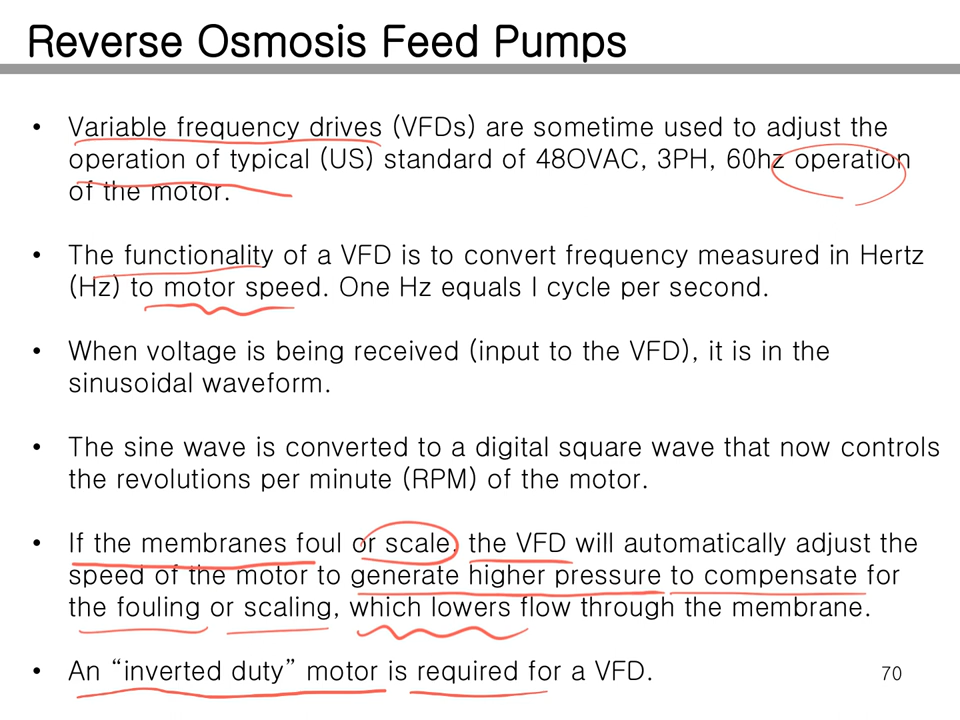 Reverse Osmosis Feed Pumps
• Variable frequency drives (VFDs) are sometime used to adjust the
operation of typical (US) standard of 48OVAC, 3PH, 60hz operation
of the motor.
• The functionality of a VFD is to convert frequency measured in Hertz
(Hz) to motor speed. One Hz equals l cycle per second.
• When voltage is being received (input to the VFD), it is in the
sinusoidal waveform.
• The sine wave is converted to a digital square wave that now controls
the revolutions per minute (RPM) of the motor.
• If the membranes foul or scale, the VFD will automatically adjust the
speed of the motor to generate higher pressure to compensate for
the fouling or scaling, which lowers flow through the membrane.
• An “inverted duty” motor is required for a VFD.
70